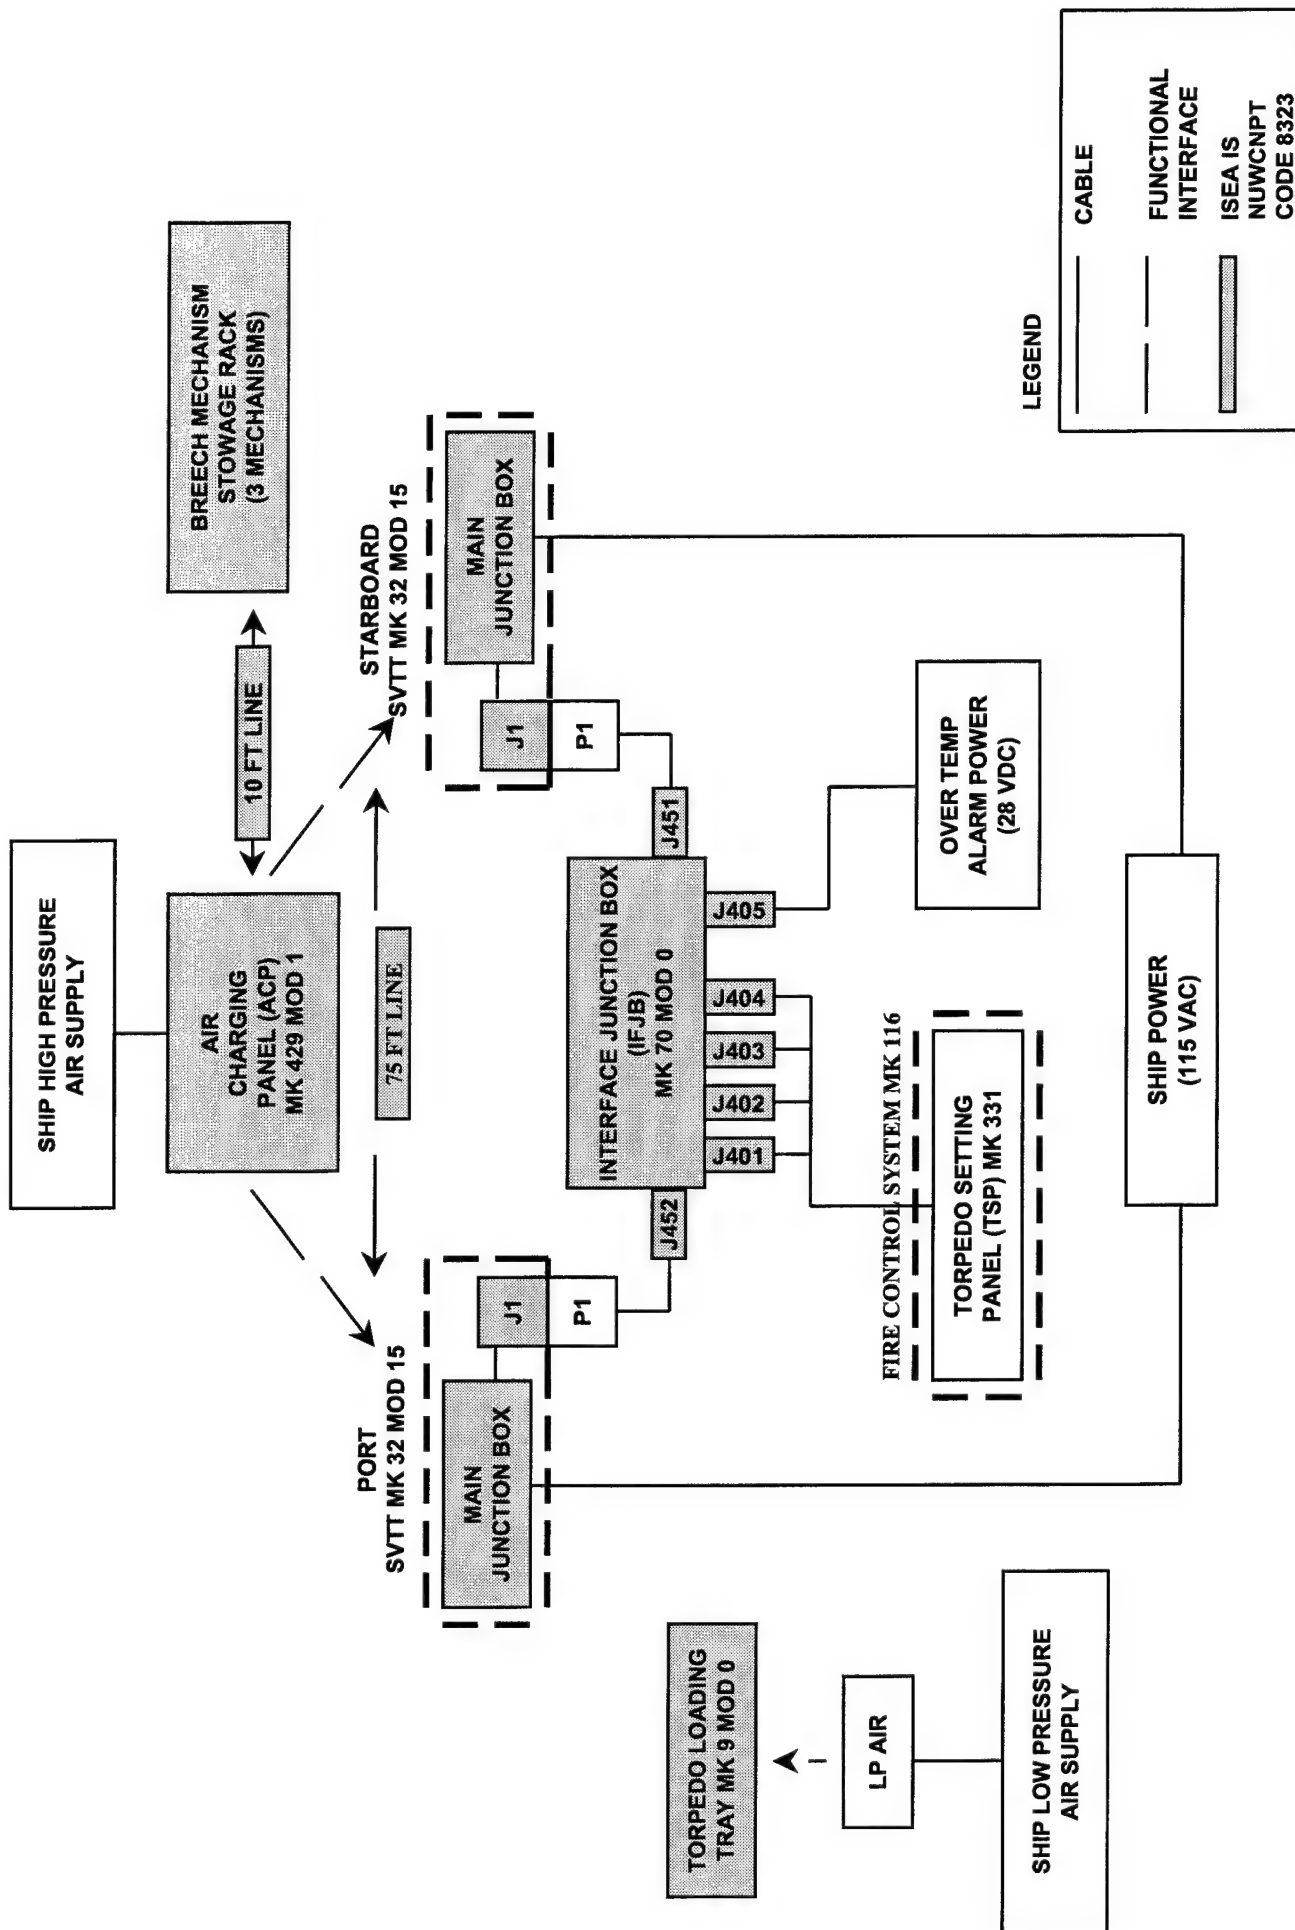 SHIP HIGH PRESSURE
AIR SUPPLY
AIR
CHARGING
PANEL (ACP)
MK 429 MOD 1
10 FT LINE
BREECH MECHANISM
STOWAGE RACK
(3 MECHANISMS)
75 FT LINE
PORT
SVTT MK 32 MOD 15
STARBOARD
SVTT MK 32 MOD 15
MAIN
JUNCTION BOX
J1
P1
J1
P1
MAIN
JUNCTION BOX
J452
INTERFACE JUNCTION BOX
(IFJB)
MK 70 MOD 0
J451
J401
J402
J403
J404
J405
TORPEDO LOADING
TRAY MK 9 MOD 0
LP AIR
SHIP LOW PRESSURE
AIR SUPPLY
FIRE CONTROL SYSTEM MK 116
TORPEDO SETTING
PANEL (TSP) MK 331
OVER TEMP
ALARM POWER
(28 VDC)
SHIP POWER
(115 VAC)
LEGEND
CABLE
FUNCTIONAL
INTERFACE
ISEA IS
NUWCNPT
CODE 8323